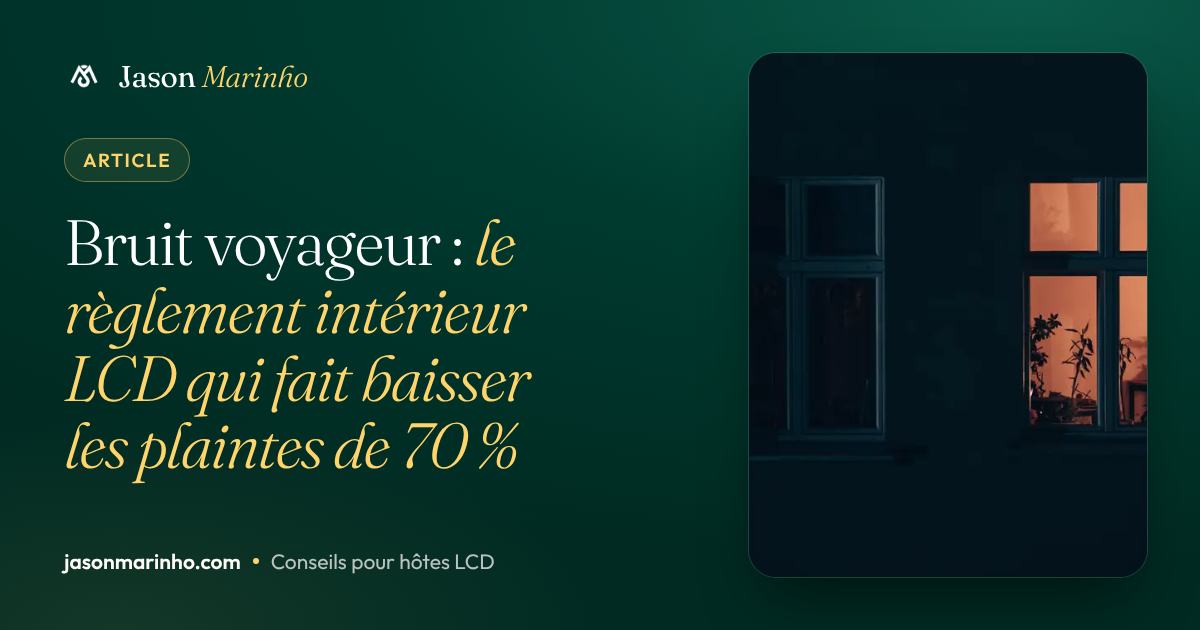 Jason Marinho
ARTICLE
Bruit voyageur : le
règlement intérieur
LCD qui fait baisser
les plaintes de 70 %
jasonmarinho.com • Conseils pour hôtes LCD